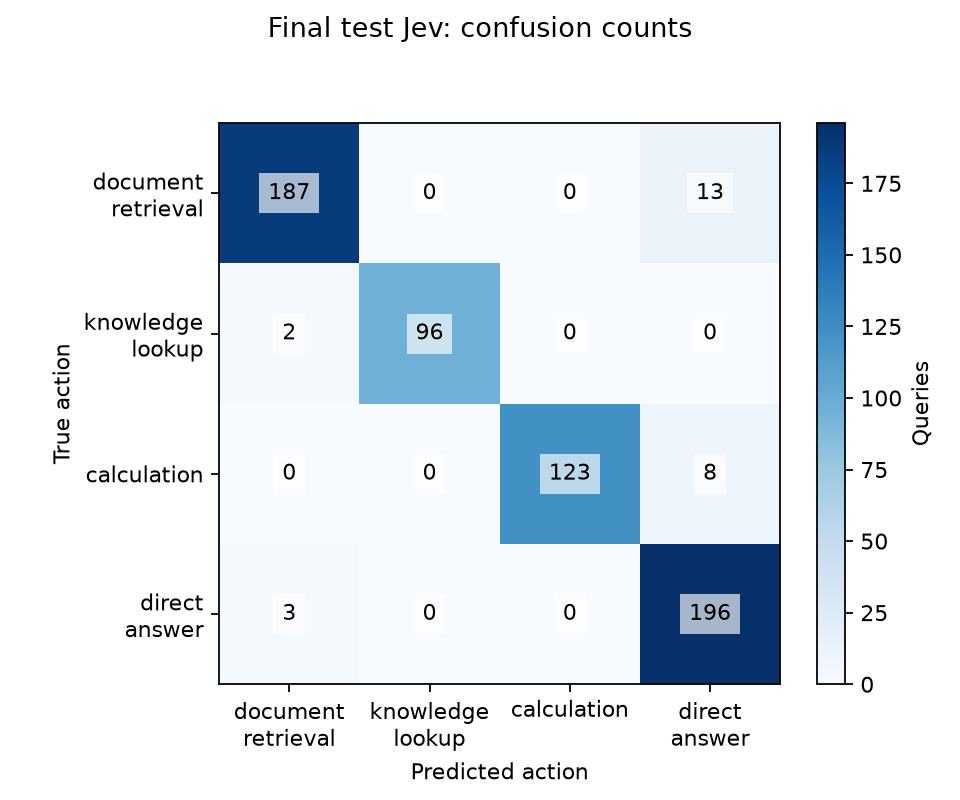 Final test Jev: confusion counts
document
retrieval
187 0 0 13
knowledge
lookup
2 96 0 0
calculation
0 0 123 8
direct
answer
3 0 0 196
True action
document
retrieval
knowledge
lookup
calculation
direct
answer
Predicted action
175
150
125
100
75
50
25
0
Queries